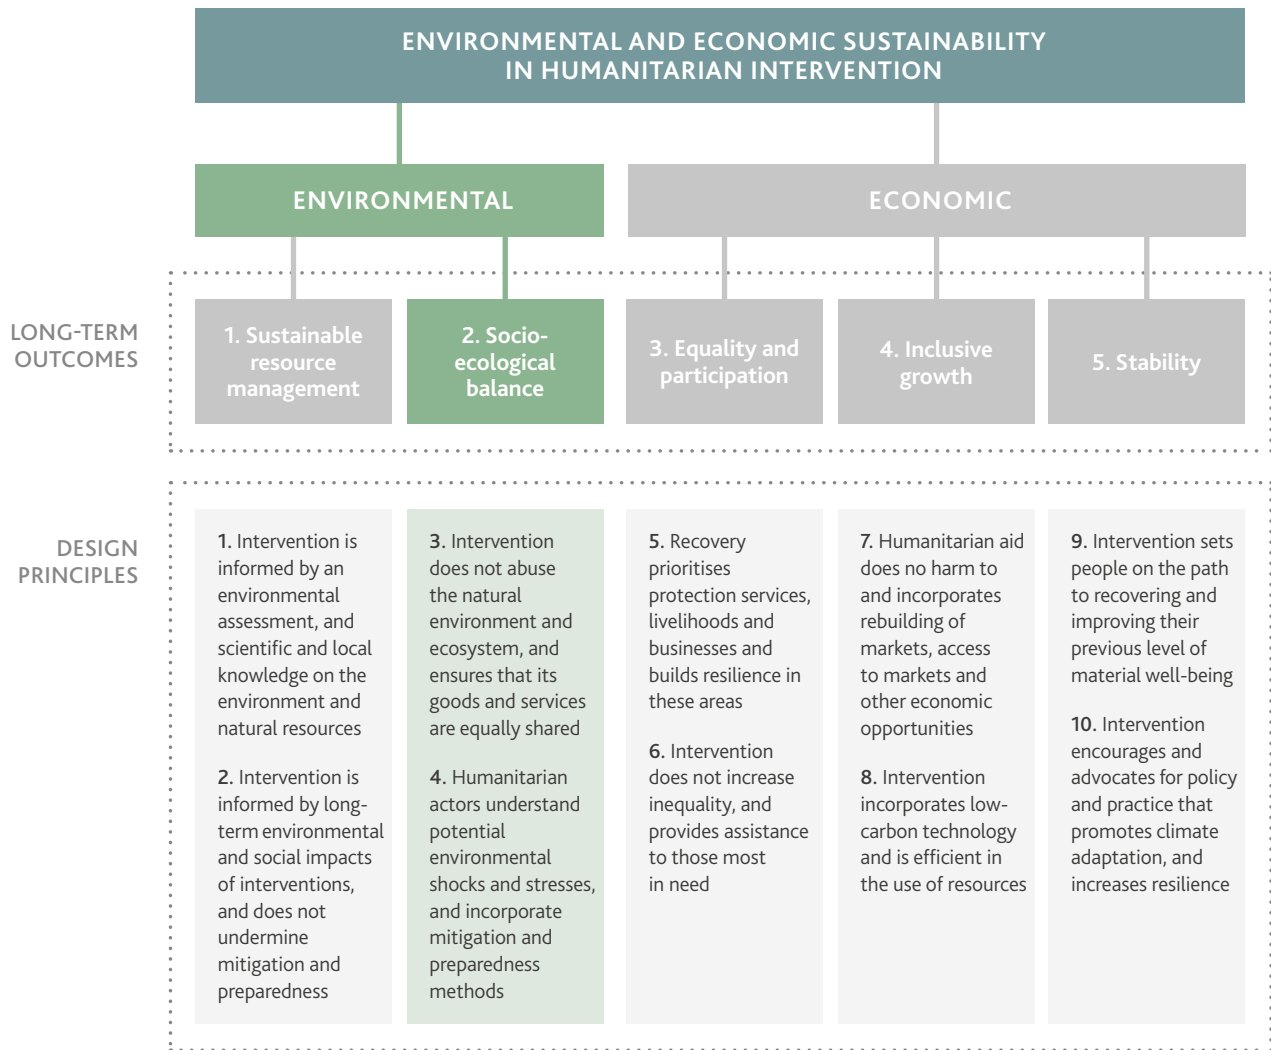 ENVIRONMENTAL AND ECONOMIC SUSTAINABILITY
IN HUMANITARIAN INTERVENTION
ENVIRONMENTAL
ECONOMIC
LONG-TERM
OUTCOMES
1. Sustainable
resource
management
2. Socio-
ecological
balance
3. Equality and
participation
4. Inclusive
growth
5. Stability
DESIGN
PRINCIPLES
1. Intervention is
informed by an
environmental
assessment, and
scientific and local
knowledge on the
environment and
natural resources
2. Intervention is
informed by long-
term environmental
and social impacts
of interventions,
and does not
undermine
mitigation and
preparedness
3. Intervention
does not abuse
the natural
environment and
ecosystem, and
ensures that its
goods and services
are equally shared
4. Humanitarian
actors understand
potential
environmental
shocks and stresses,
and incorporate
mitigation and
preparedness
methods
5. Recovery
prioritises
protection services,
livelihoods and
businesses and
builds resilience in
these areas
6. Intervention
does not increase
inequality, and
provides assistance
to those most
in need
7. Humanitarian aid
does no harm to
and incorporates
rebuilding of
markets, access
to markets and
other economic
opportunities
8. Intervention
incorporates low-
carbon technology
and is efficient in
the use of resources
9. Intervention sets
people on the path
to recovering and
improving their
previous level of
material well-being
10. Intervention
encourages and
advocates for policy
and practice that
promotes climate
adaptation, and
increases resilience